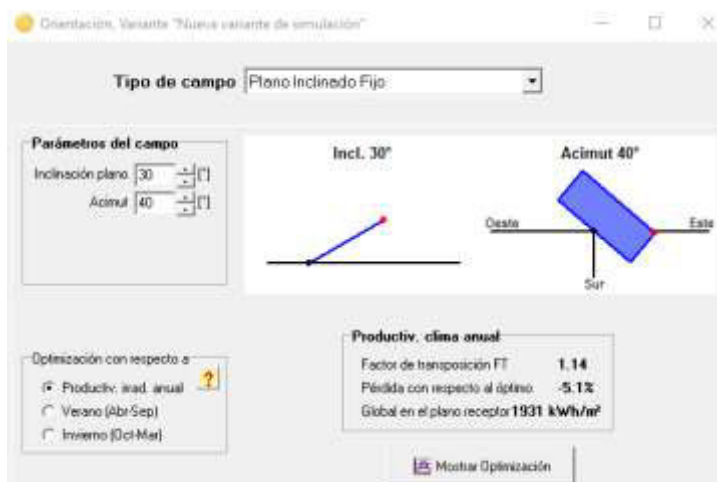 Orientación, Variante "Nueva variante de simulación"
Tipo de campo Plano Inclinado Fijo
Parámetros del campo
Inclinación plano 30 [°]
Acimut 40 [°]
Incl. 30°
Acimut 40°
Oeste
Este
Sur
Optimización con respecto a
Productiv. irrad. anual
?
Verano (Abr-Sep)
Invierno (Oct-Mar)
Productiv. clima anual
Factor de transposición FT 1.14
Pérdida con respecto al óptimo -5.1%
Global en el plano receptor 1931 kWh/m²
Mostrar Optimización